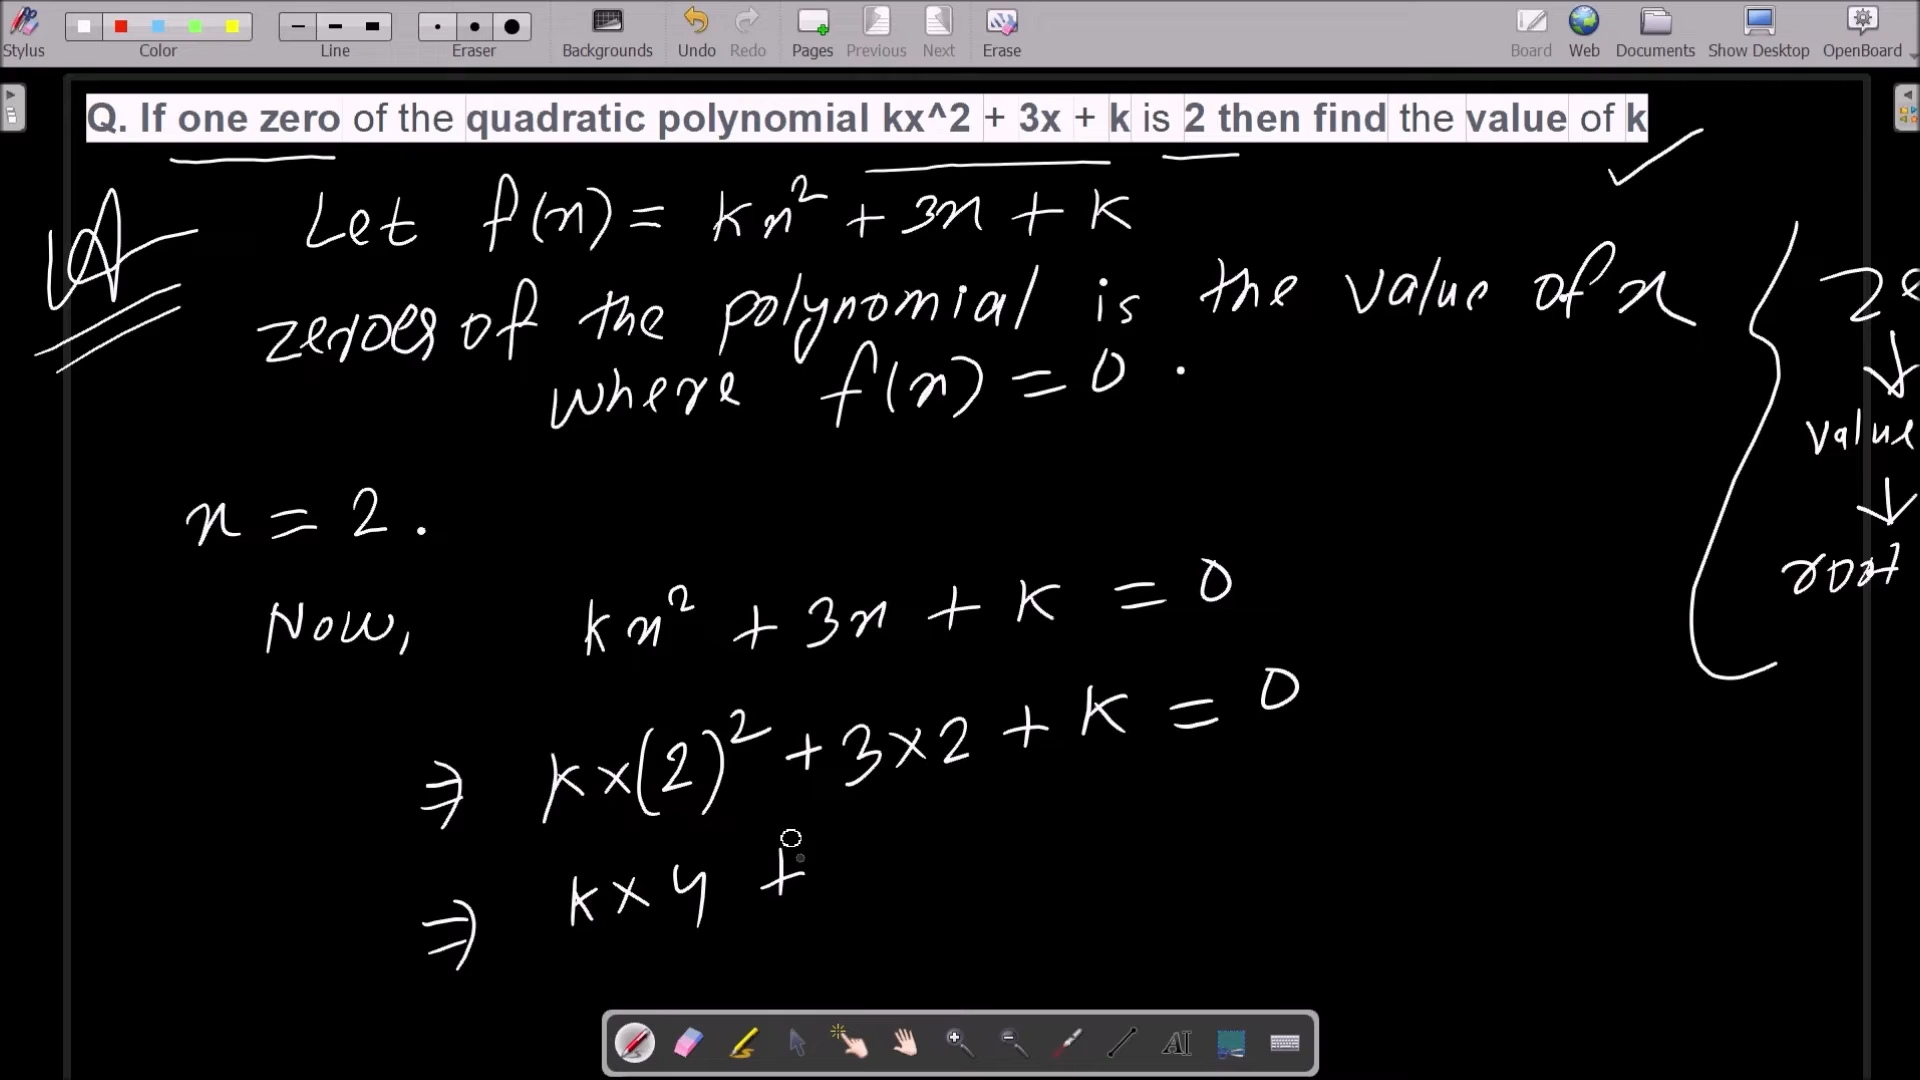 Stylus Color Line Eraser Backgrounds Undo Redo Pages Previous Next Erase Board Web Documents Show Desktop OpenBoard
Q. If one zero of the quadratic polynomial kx^2 + 3x + k is 2 then find the value of k
A
Let f(x) = kx² + 3x + k
zeroes of the polynomial is the value of x
where f(x) = 0 .
x = 2 .
Now, kx² + 3x + k = 0
⇒ k×(2)² + 3×2 + k = 0
⇒ k×4 +
value
root
AI